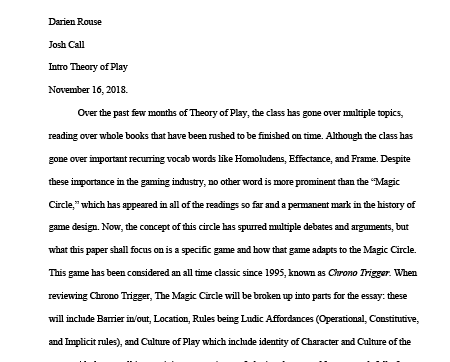 Darien Rouse
Josh Call
Intro Theory of Play
November 16, 2018.
Over the past few months of Theory of Play, the class has gone over multiple topics,
reading over whole books that have been rushed to be finished on time. Although the class has
gone over important recurring vocab words like Homoludens, Effectance, and Frame. Despite
these importance in the gaming industry, no other word is more prominent than the “Magic
Circle,” which has appeared in all of the readings so far and a permanent mark in the history of
game design. Now, the concept of this circle has spurred multiple debates and arguments, but
what this paper shall focus on is a specific game and how that game adapts to the Magic Circle.
This game has been considered an all time classic since 1995, known as Chrono Trigger. When
reviewing Chrono Trigger, The Magic Circle will be broken up into parts for the essay: these
will include Barrier in/out, Location, Rules being Ludic Affordances (Operational, Constitutive,
and Implicit rules), and Culture of Play which include identity of Character and Culture of the